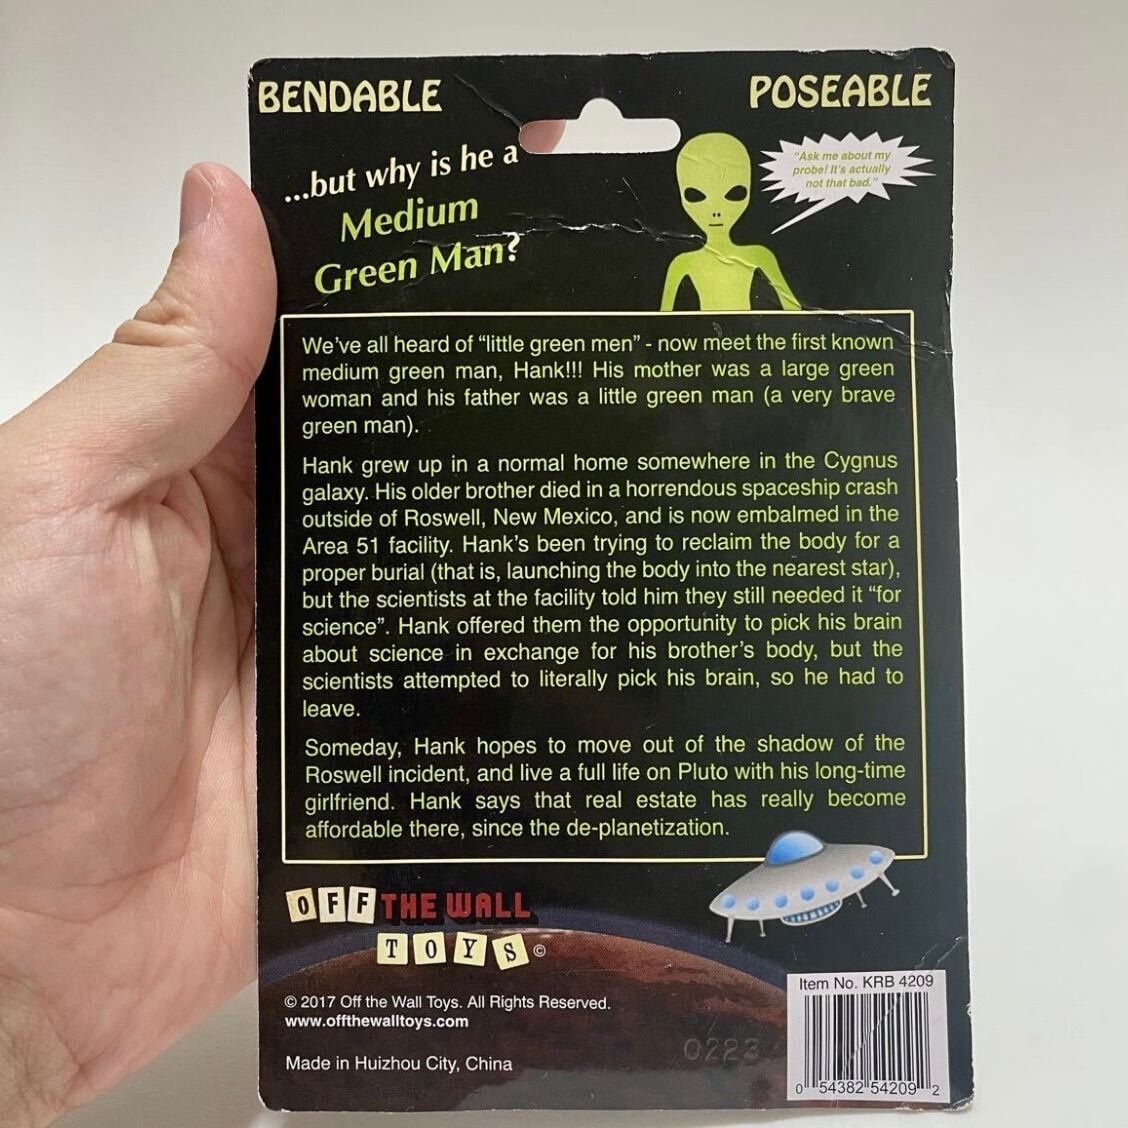 BENDABLE
POSEABLE
...but why is he a
Medium
Green Man?
"Ask me about my
probe! It's actually
not that bad."
We've all heard of “little green men” - now meet the first known
medium green man, Hank!!! His mother was a large green
woman and his father was a little green man (a very brave
green man).
Hank grew up in a normal home somewhere in the Cygnus
galaxy. His older brother died in a horrendous spaceship crash
outside of Roswell, New Mexico, and is now embalmed in the
Area 51 facility. Hank's been trying to reclaim the body for a
proper burial (that is, launching the body into the nearest star),
but the scientists at the facility told him they still needed it “for
science”. Hank offered them the opportunity to pick his brain
about science in exchange for his brother's body, but the
scientists attempted to literally pick his brain, so he had to
leave.
Someday, Hank hopes to move out of the shadow of the
Roswell incident, and live a full life on Pluto with his long-time
girlfriend. Hank says that real estate has really become
affordable there, since the de-planetization.
OFF THE WALL
TOYS©
© 2017 Off the Wall Toys. All Rights Reserved.
www.offthewalltoys.com
Made in Huizhou City, China
0223
Item No. KRB 4209
0 54382 54209 2